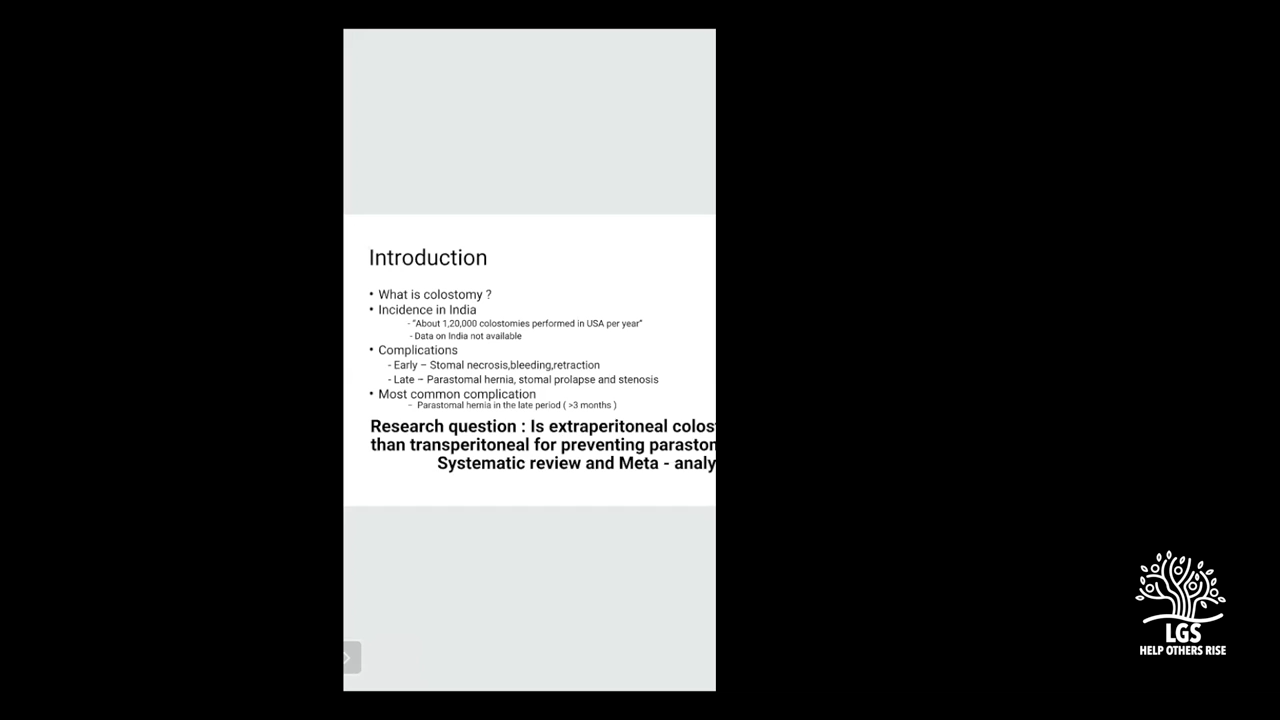 Introduction
• What is colostomy ?
• Incidence in India
- “About 1,20,000 colostomies performed in USA per year”
- Data on India not available
• Complications
- Early – Stomal necrosis,bleeding,retraction
- Late – Parastomal hernia, stomal prolapse and stenosis
• Most common complication
– Parastomal hernia in the late period ( >3 months )
Research question : Is extraperitoneal colos
than transperitoneal for preventing paraston
Systematic review and Meta - analy
LGS
HELP OTHERS RISE